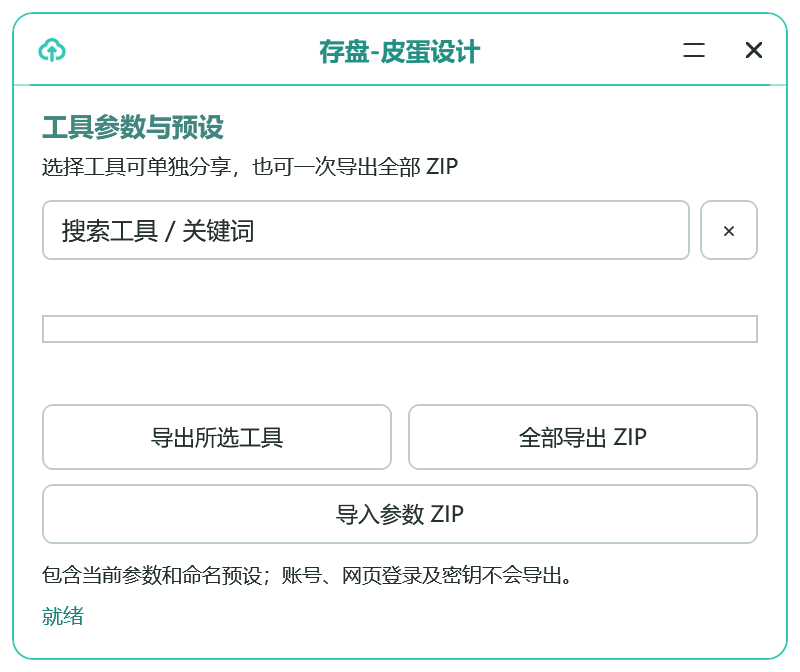 存盘-皮蛋设计
工具参数与预设
选择工具可单独分享，也可一次导出全部 ZIP
搜索工具 / 关键词
×
导出所选工具
全部导出 ZIP
导入参数 ZIP
包含当前参数和命名预设；账号、网页登录及密钥不会导出。
就绪